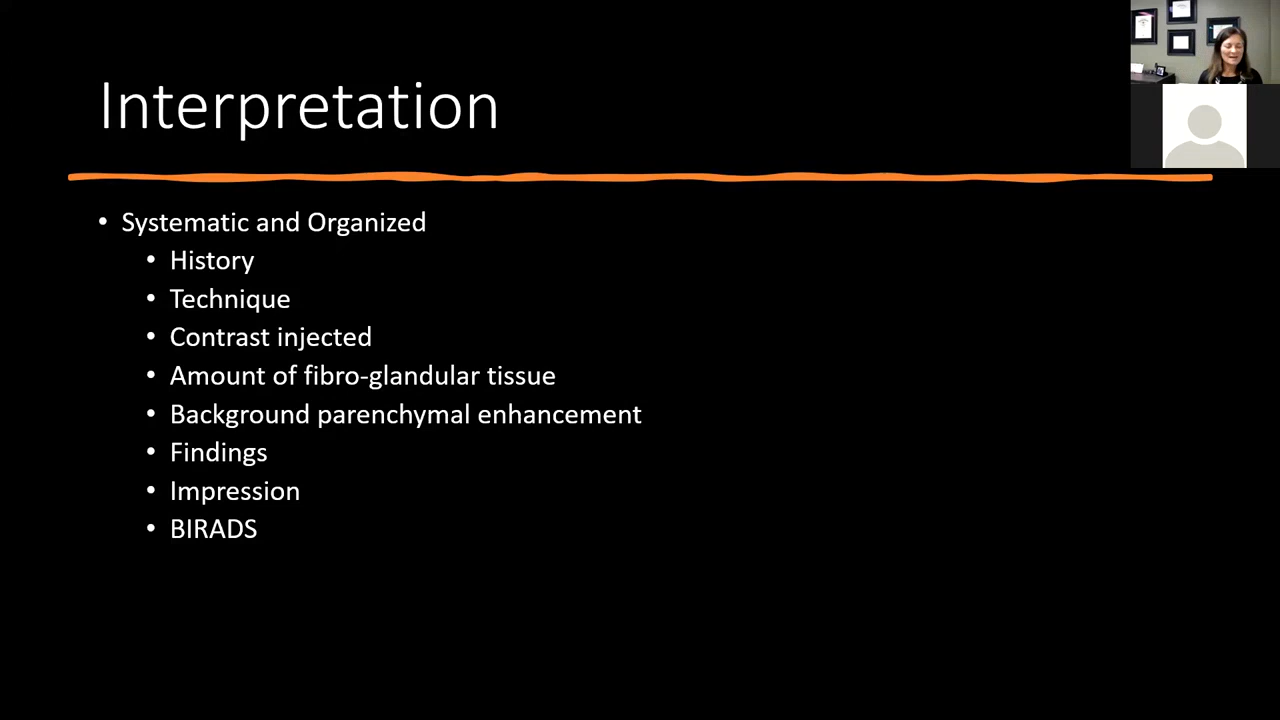 Interpretation
• Systematic and Organized
• History
• Technique
• Contrast injected
• Amount of fibro-glandular tissue
• Background parenchymal enhancement
• Findings
• Impression
• BIRADS